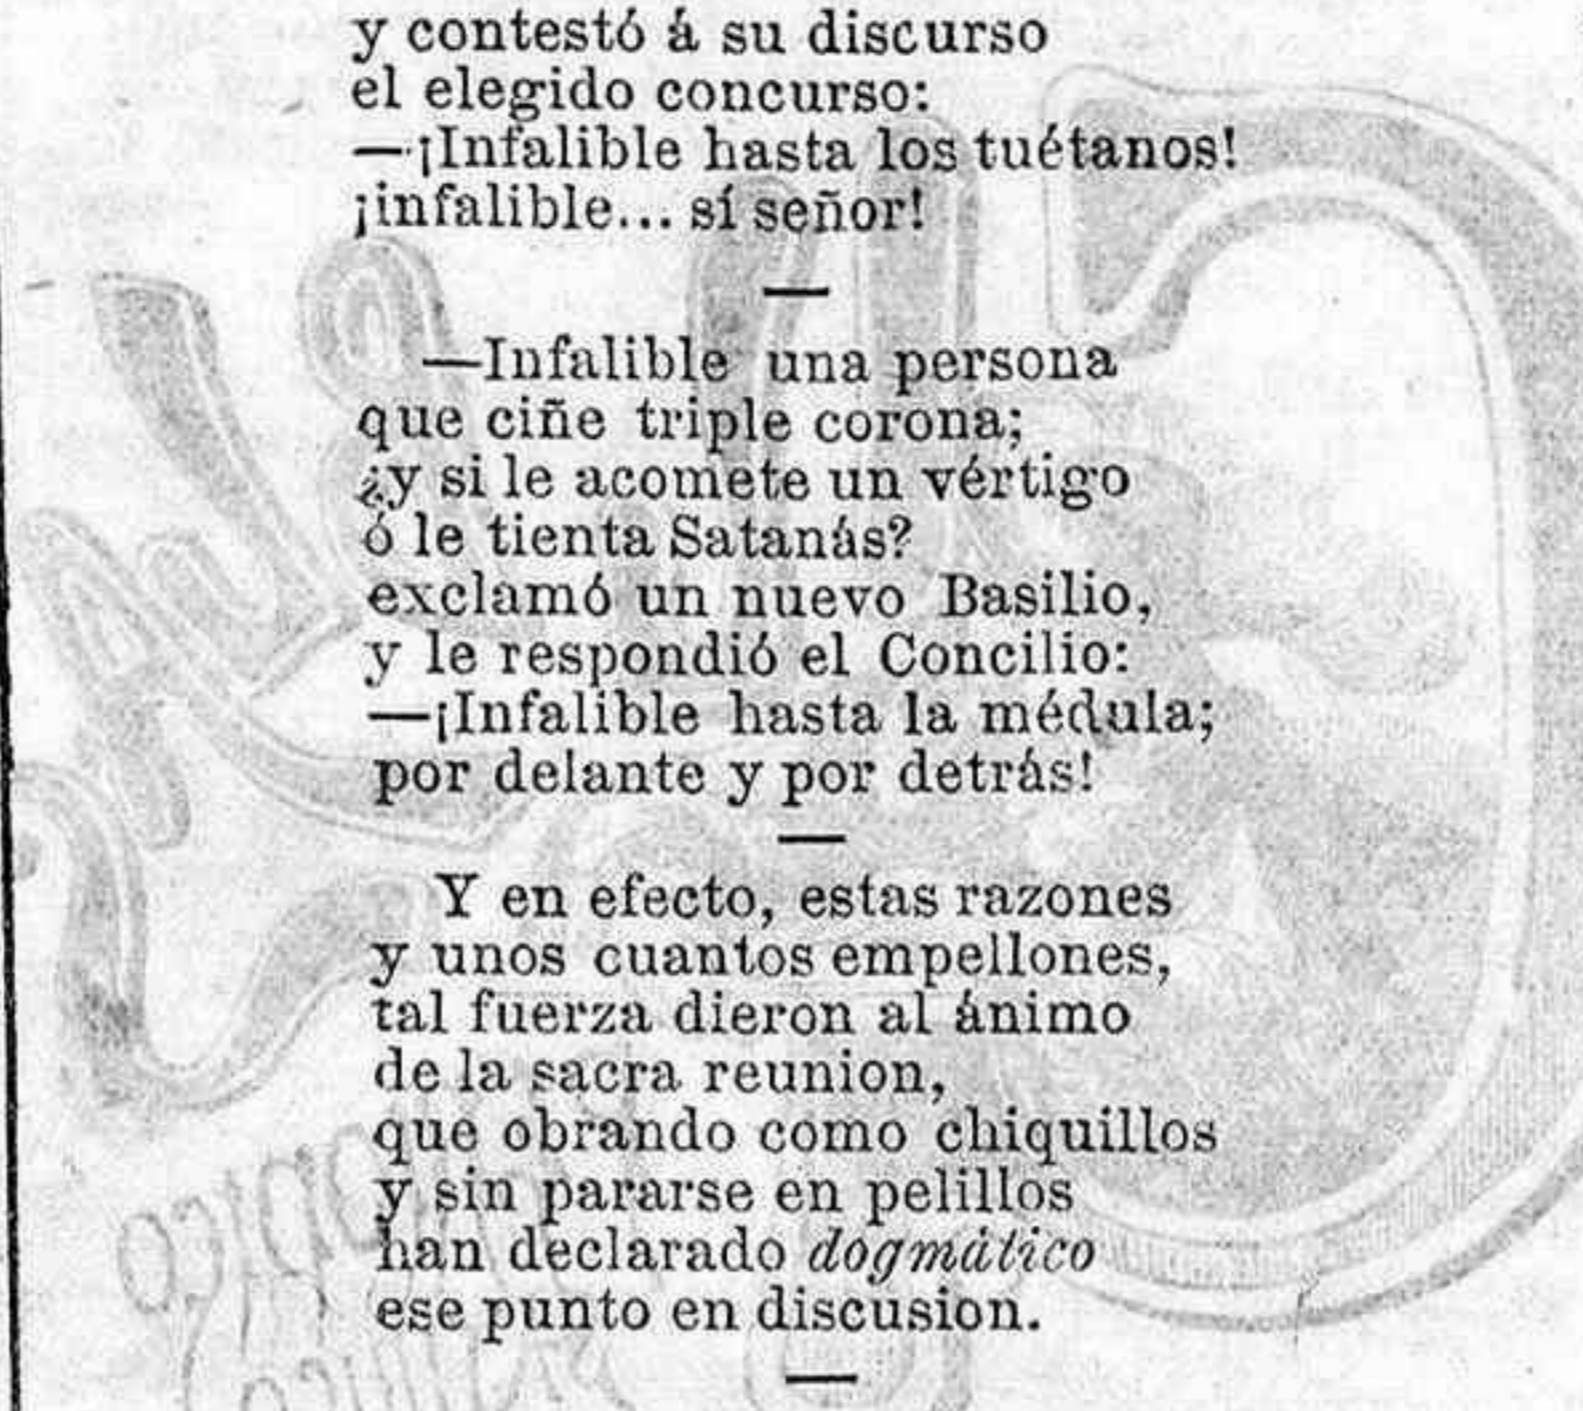 y contestó á su discurso
el elegido concurso:
—¡Infalible hasta los tuétanos!
¡infalible... sí señor!
—Infalible una persona
que ciñe triple corona;
¿y si le acomete un vértigo
ó le tienta Satanás?
exclamó un nuevo Basilio,
y le respondió el Concilio:
—¡Infalible hasta la médula;
por delante y por detrás!
Y en efecto, estas razones
y unos cuantos empellones,
tal fuerza dieron al ánimo
de la sacra reunion,
que obrando como chiquillos
y sin pararse en pelillos
han declarado dogmático
ese punto en discusion.